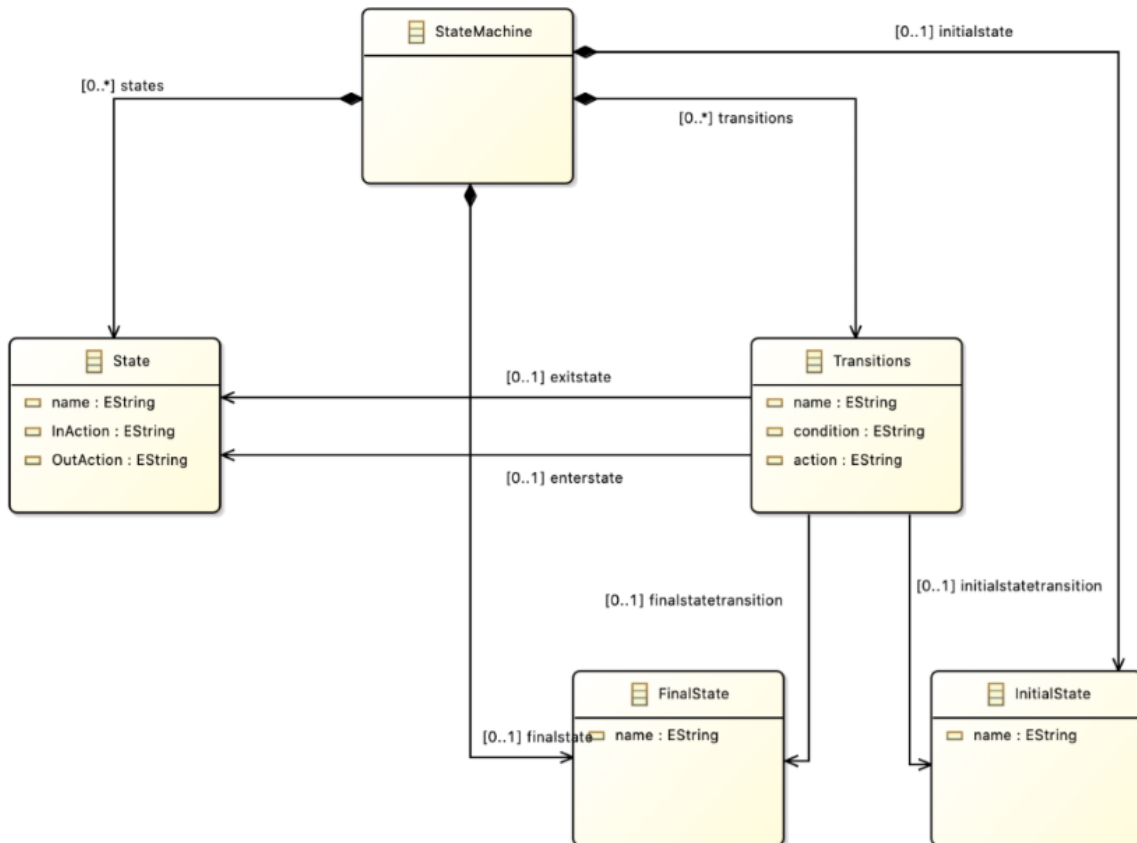 StateMachine
[0..1] initialstate
[0..*] states
[0..*] transitions
State
name : EString
InAction : EString
OutAction : EString
[0..1] exitstate
[0..1] enterstate
Transitions
name : EString
condition : EString
action : EString
[0..1] finalstatetransition
[0..1] initialstatetransition
FinalState
name : EString
[0..1] finalstate
InitialState
name : EString